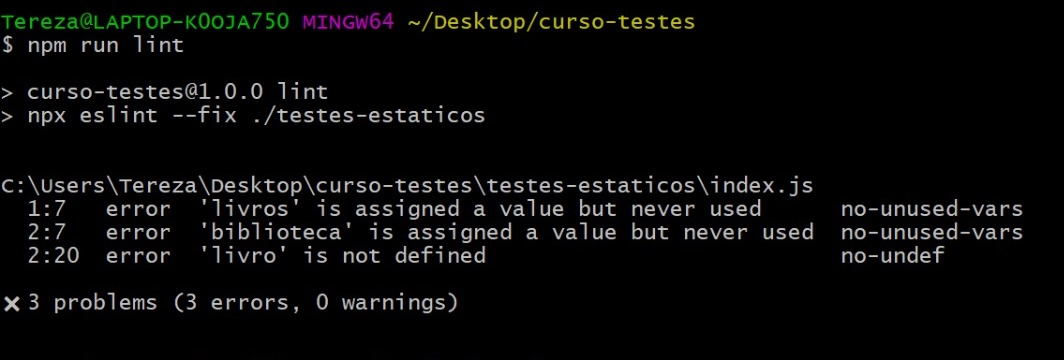 Tereza@LAPTOP-K0OJA750 MINGW64 ~/Desktop/curso-testes
$ npm run lint
> curso-testes@1.0.0 lint
> npx eslint --fix ./testes-estaticos
C:\Users\Tereza\Desktop\curso-testes\testes-estaticos\index.js
1:7 error 'livros' is assigned a value but never used no-unused-vars
2:7 error 'biblioteca' is assigned a value but never used no-unused-vars
2:20 error 'livro' is not defined no-undef
✖ 3 problems (3 errors, 0 warnings)